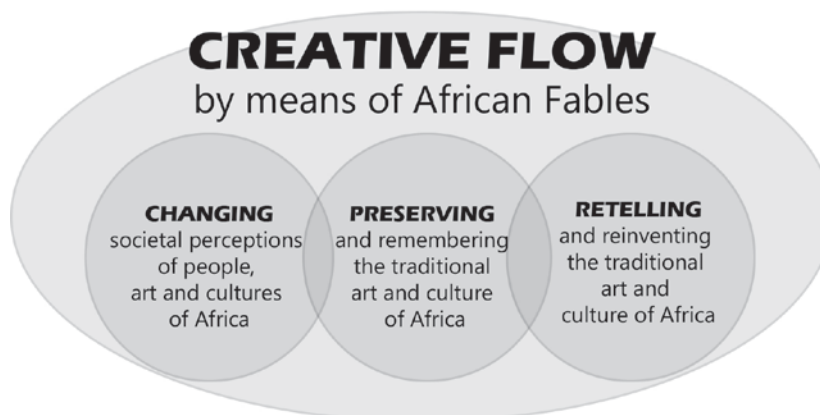 CREATIVE FLOW
by means of African Fables
CHANGING
societal perceptions
of people,
art and cultures
of Africa
PRESERVING
and remembering
the traditional
art and culture
of Africa
RETELLING
and reinventing
the traditional
art and
culture of Africa